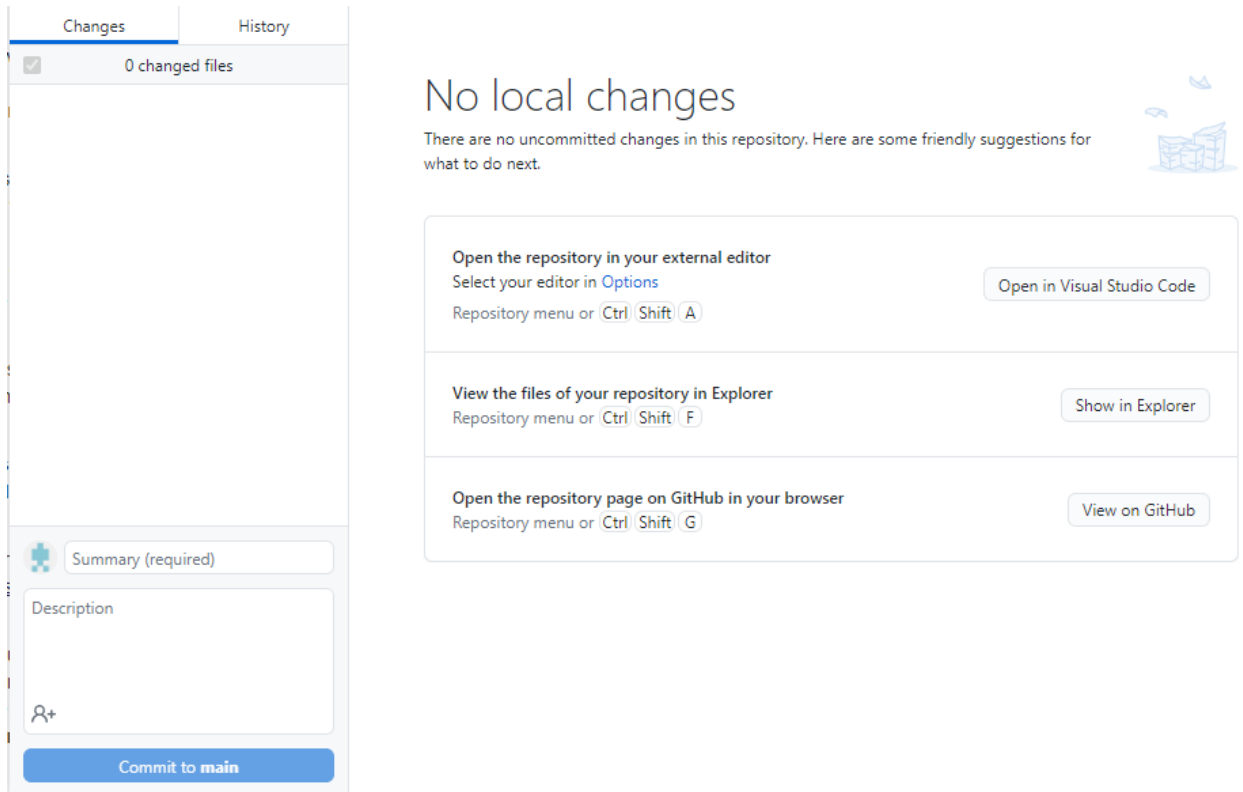 Changes
History
0 changed files
No local changes
There are no uncommitted changes in this repository. Here are some friendly suggestions for
what to do next.
Open the repository in your external editor
Select your editor in Options
Repository menu or Ctrl Shift A
Open in Visual Studio Code
View the files of your repository in Explorer
Repository menu or Ctrl Shift F
Show in Explorer
Open the repository page on GitHub in your browser
Repository menu or Ctrl Shift G
View on GitHub
Summary (required)
Description
Commit to main